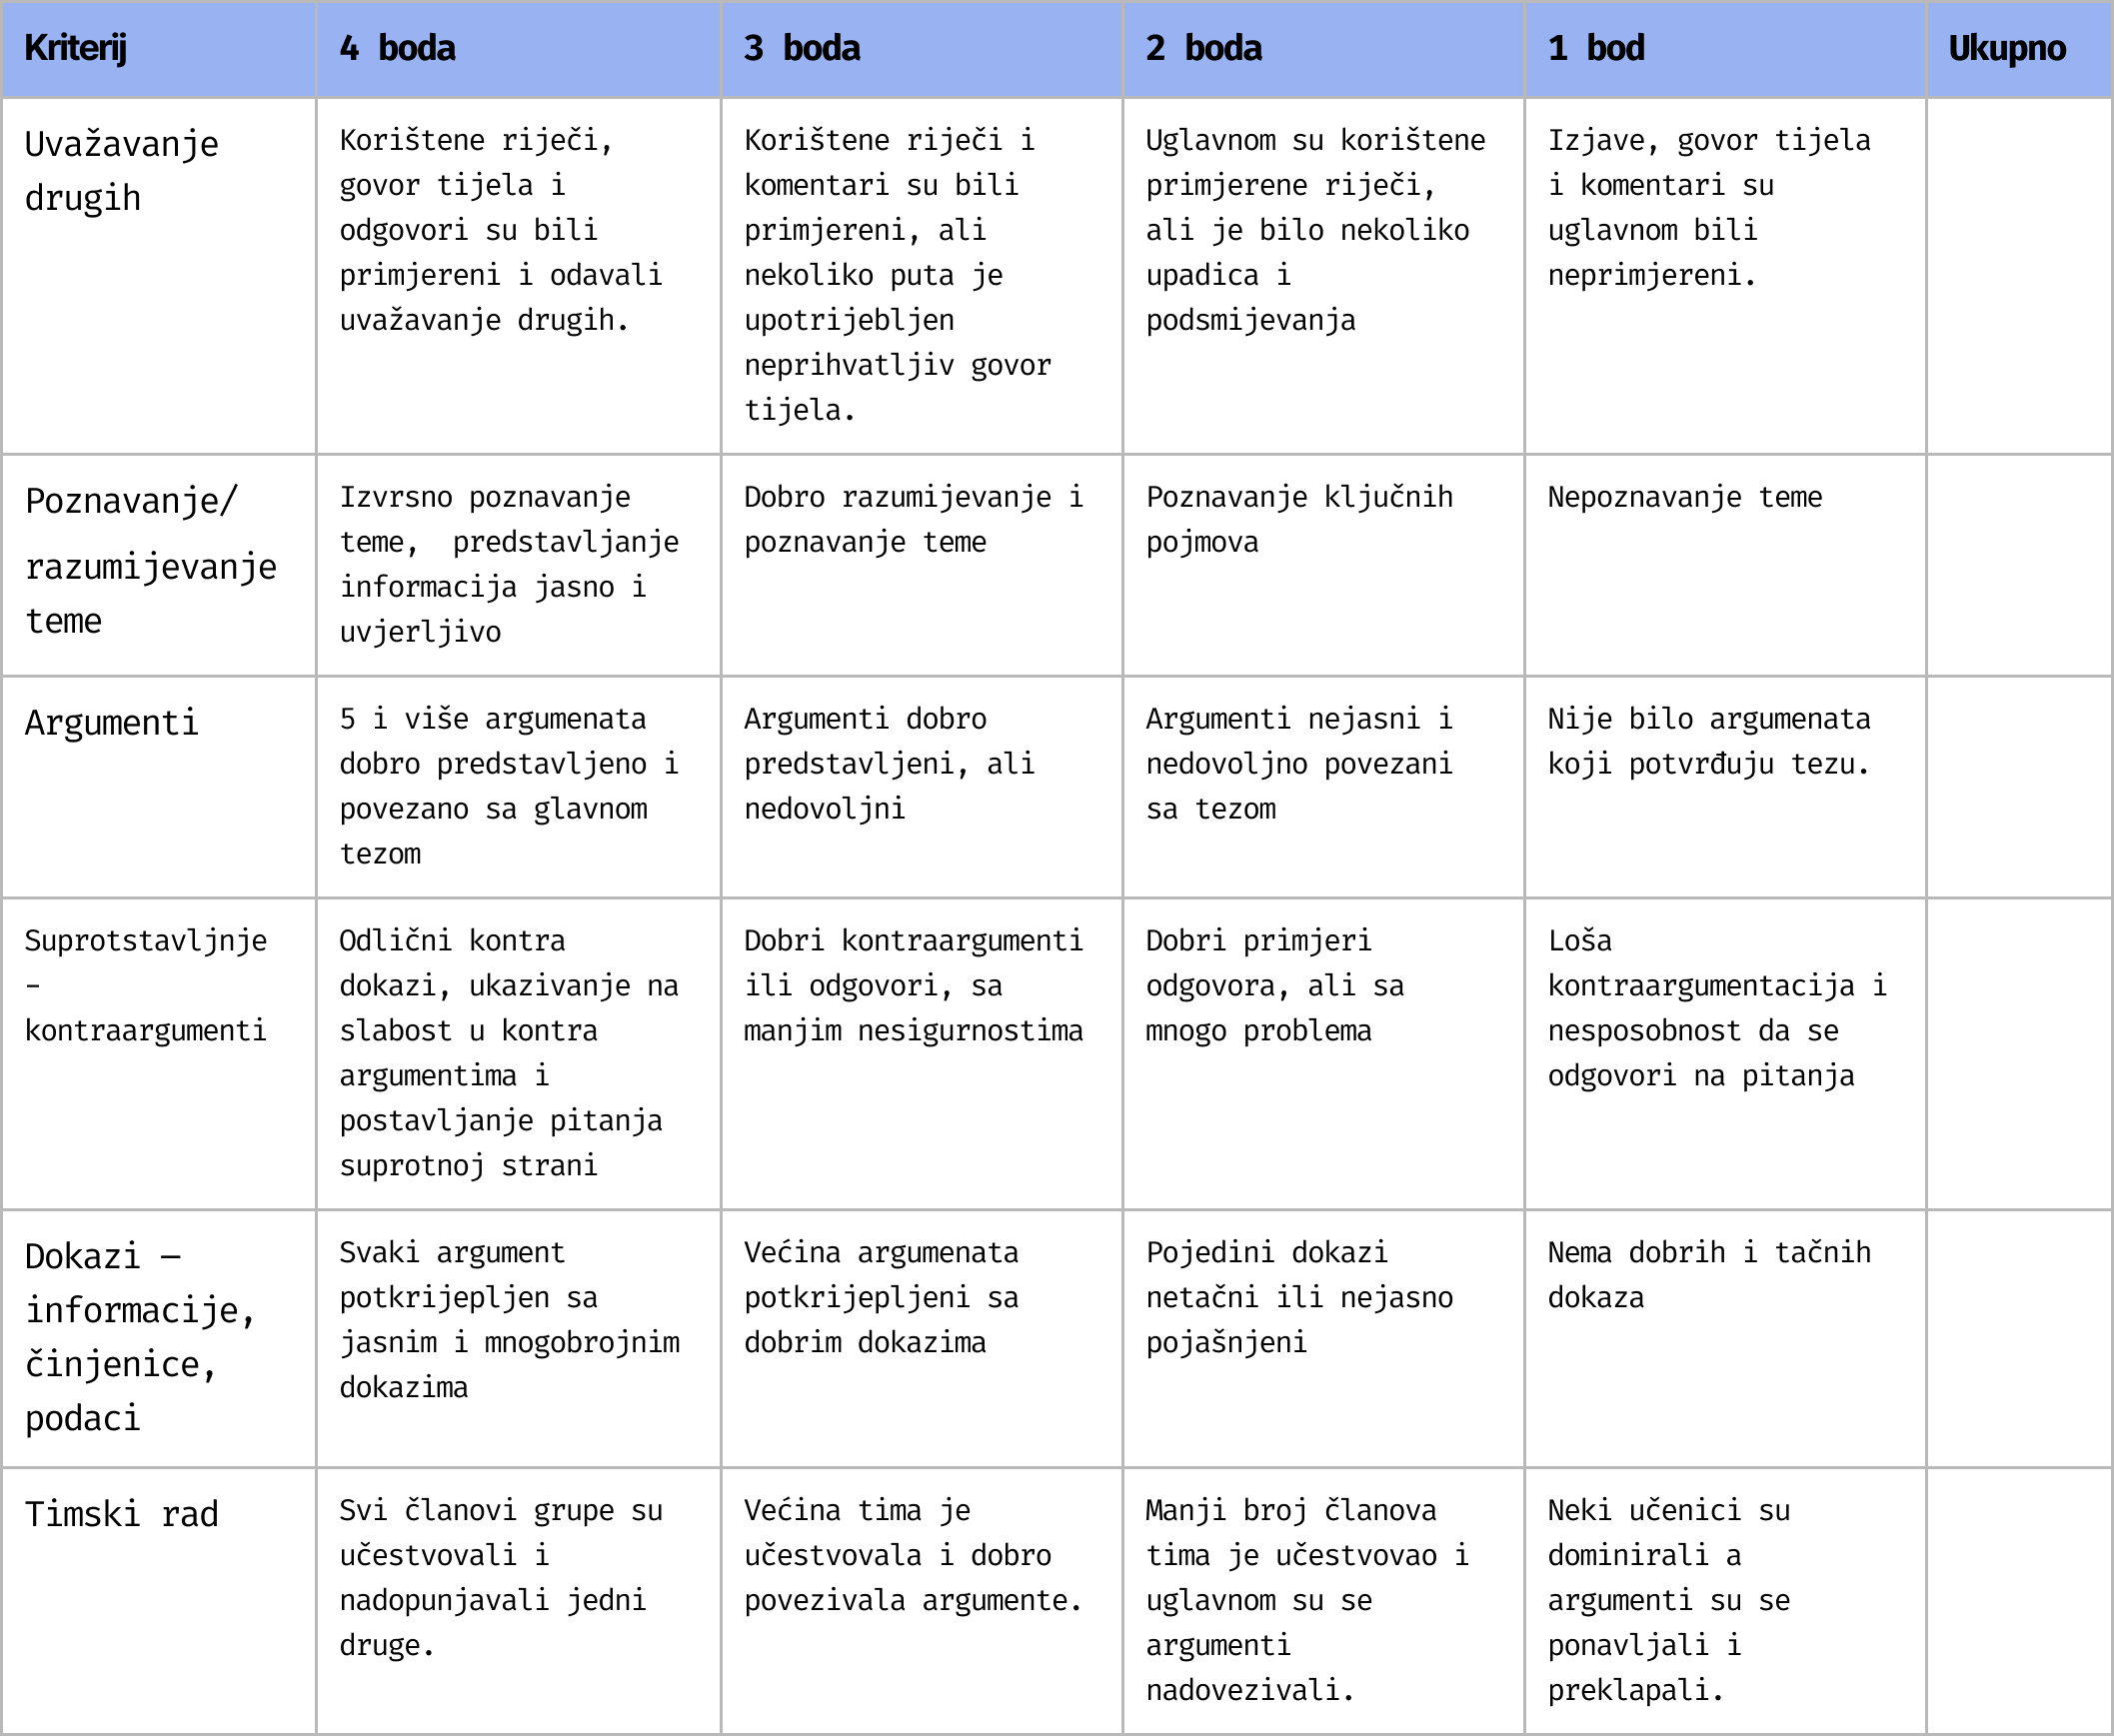 Kriterij
4 boda
3 boda
2 boda
1 bod
Ukupno
Uvažavanje
drugih
Korištene riječi,
govor tijela i
odgovori su bili
primjereni i odavali
uvažavanje drugih.
Korištene riječi i
komentari su bili
primjereni, ali
nekoliko puta je
upotrijebljen
neprihvatljiv govor
tijela.
Uglavnom su korištene
primjerene riječi,
ali je bilo nekoliko
upadica i
podsmijevanja
Izjave, govor tijela
i komentari su
uglavnom bili
neprimjereni.
Poznavanje/
razumijevanje
teme
Izvrsno poznavanje
teme, predstavljanje
informacija jasno i
uvjerljivo
Dobro razumijevanje i
poznavanje teme
Poznavanje ključnih
pojmova
Nepoznavanje teme
Argumenti
5 i više argumenata
dobro predstavljeno i
povezano sa glavnom
tezom
Argumenti dobro
predstavljeni, ali
nedovoljni
Argumenti nejasni i
nedovoljno povezani
sa tezom
Nije bilo argumenata
koji potvrđuju tezu.
Suprotstavljnje
-
kontraargumenti
Odlični kontra
dokazi, ukazivanje na
slabost u kontra
argumentima i
postavljanje pitanja
suprotnoj strani
Dobri kontraargumenti
ili odgovori, sa
manjim nesigurnostima
Dobri primjeri
odgovora, ali sa
mnogo problema
Loša
kontraargumentacija i
nesposobnost da se
odgovori na pitanja
Dokazi –
informacije,
činjenice,
podaci
Svaki argument
potkrijepljen sa
jasnim i mnogobrojnim
dokazima
Većina argumenata
potkrijepljeni sa
dobrim dokazima
Pojedini dokazi
netačni ili nejasno
pojašnjeni
Nema dobrih i tačnih
dokaza
Timski rad
Svi članovi grupe su
učestvovali i
nadopunjavali jedni
druge.
Većina tima je
učestvovala i dobro
povezivala argumente.
Manji broj članova
tima je učestvovao i
uglavnom su se
argumenti
nadovezivali.
Neki učenici su
dominirali a
argumenti su se
ponavljali i
preklapali.